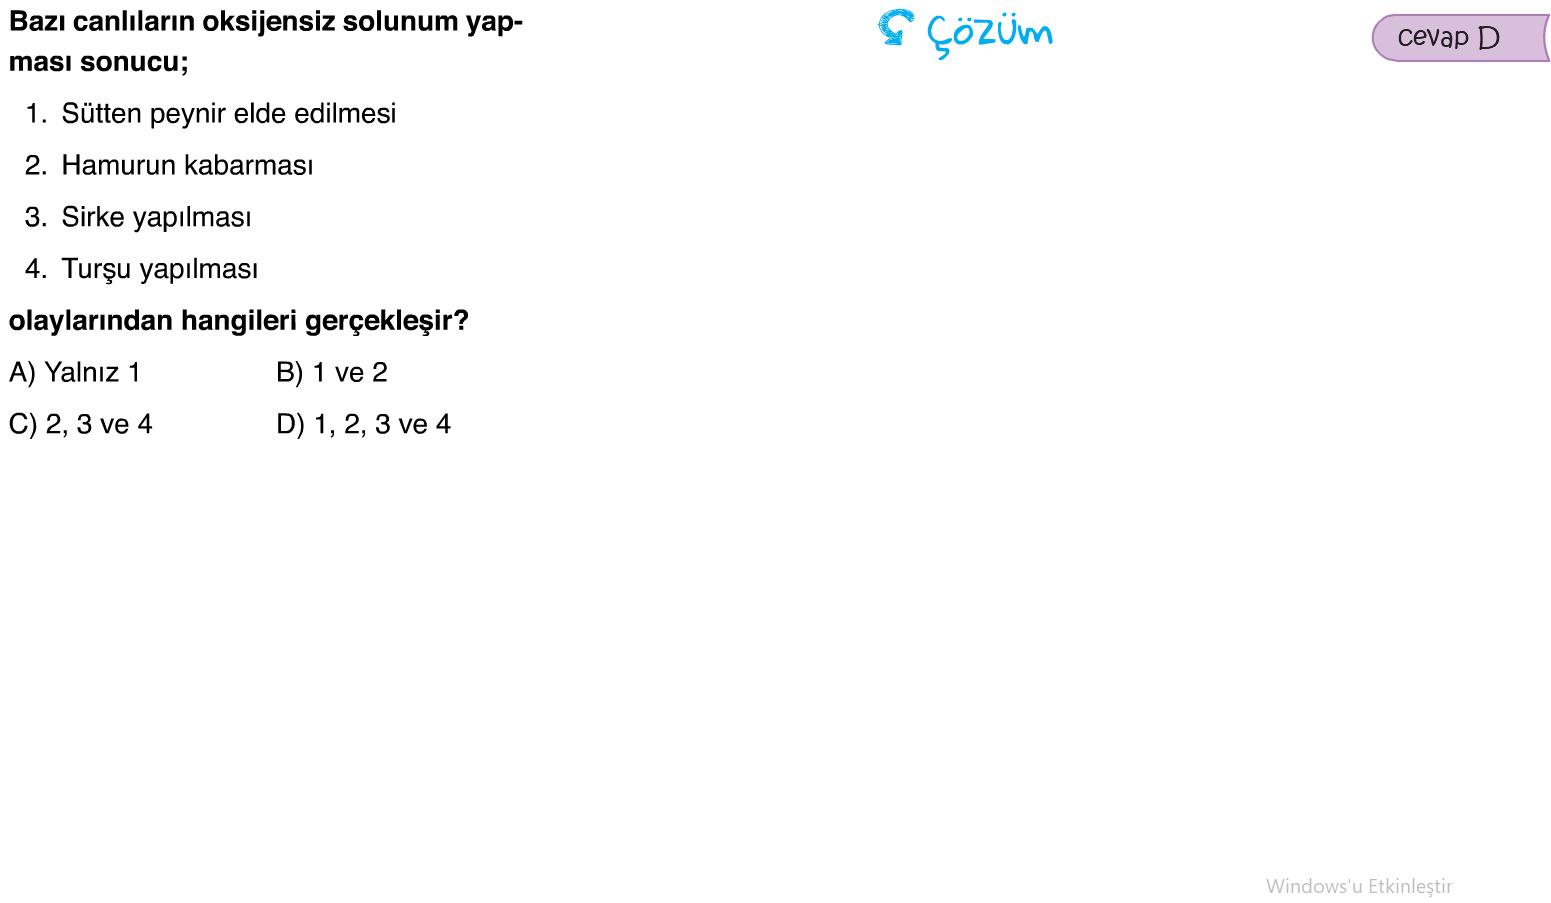 Bazı canlıların oksijensiz solunum yap-
ması sonucu;
1. Sütten peynir elde edilmesi
2. Hamurun kabarması
3. Sirke yapılması
4. Turşu yapılması
olaylarından hangileri gerçekleşir?
A) Yalnız 1 B) 1 ve 2
C) 2, 3 ve 4 D) 1, 2, 3 ve 4
çözüm
cevap D
Windows'u Etkinleştir